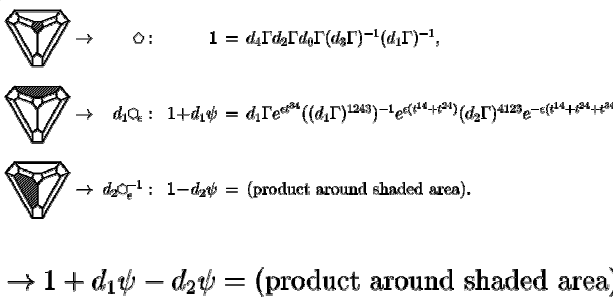 → ⬠ : 1 = d₄Γd₂Γd₀Γ(d₃Γ)⁻¹(d₁Γ)⁻¹,
→ d₁⬡_ϵ : 1+d₁ψ = d₁Γe^{ϵt^{34}}((d₁Γ)^{1243})⁻¹e^{ϵ(t^{14}+t^{24})}(d₂Γ)^{4123}e^{-ϵ(t^{14}+t^{24}+t^{34}
→ d₂⬡_ϵ⁻¹ : 1−d₂ψ = (product around shaded area).
→ 1 + d₁ψ − d₂ψ = (product around shaded area)